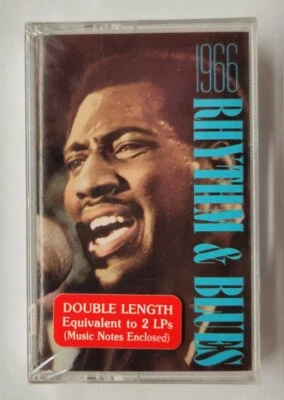 1966
RHYTHM & BLUES
DOUBLE LENGTH
Equivalent to 2 LPs
(Music Notes Enclosed)